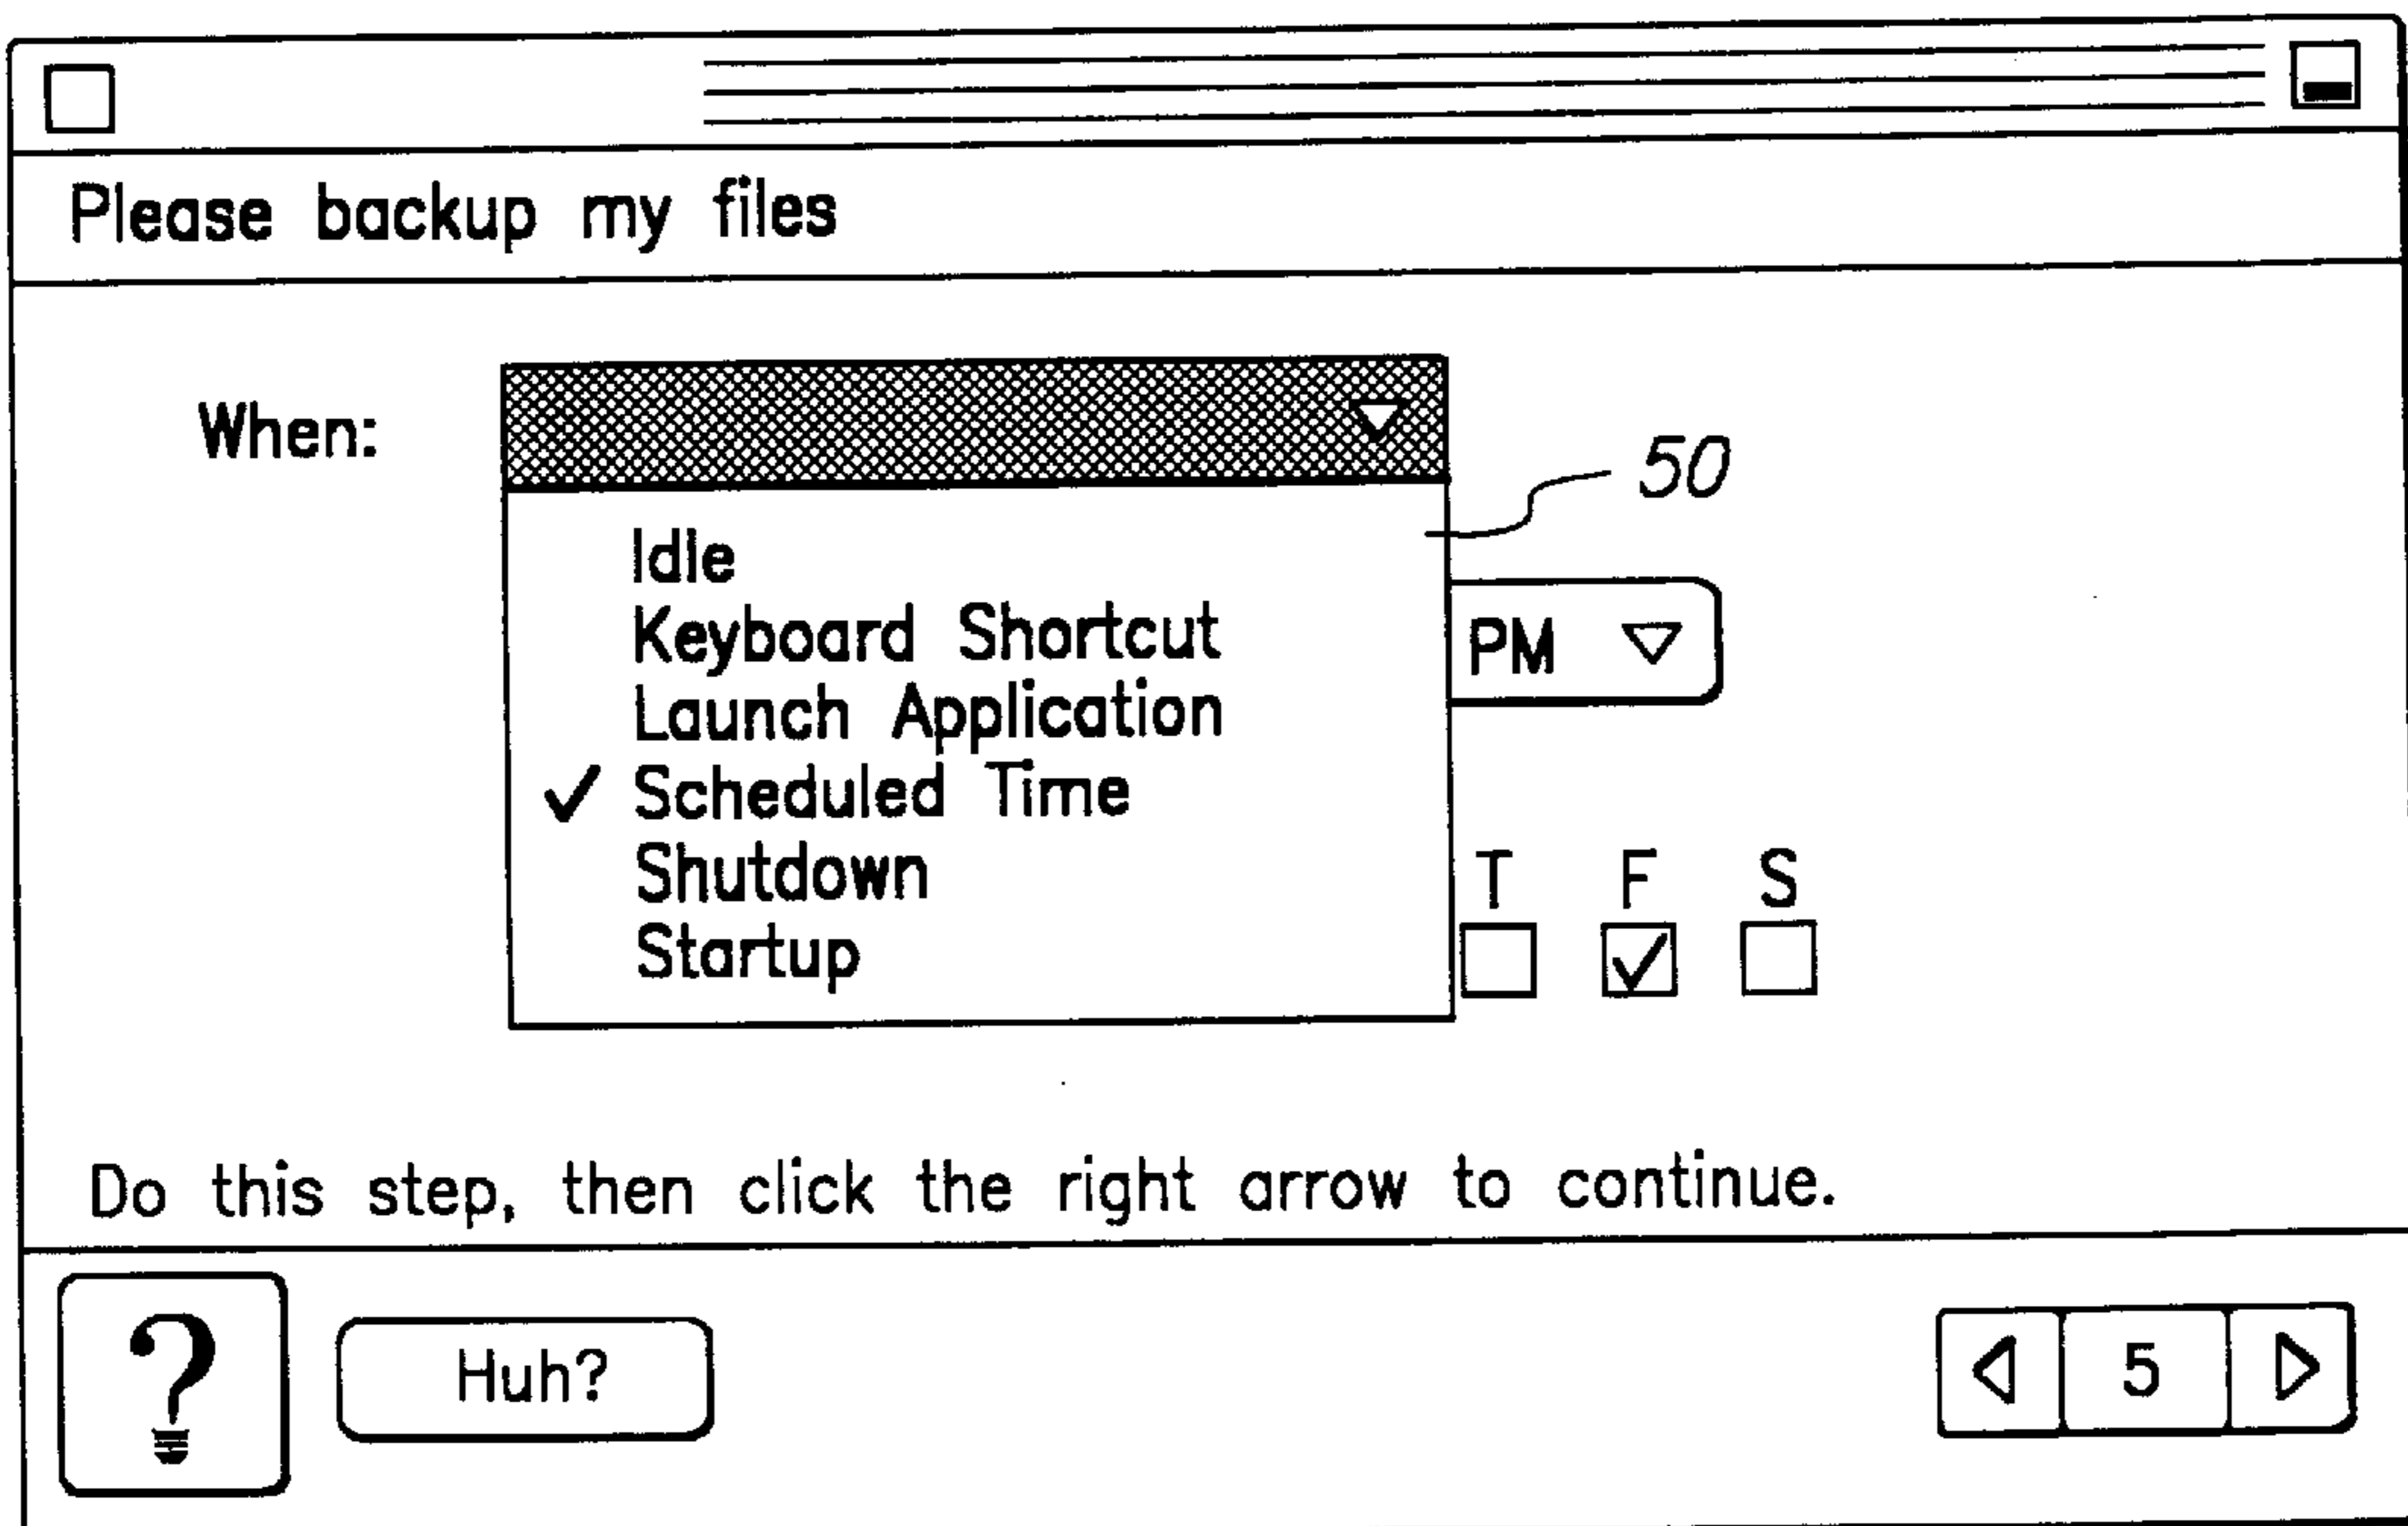 Please backup my files
When:
50
Idle
Keyboard Shortcut
PM
Launch Application
✓ Scheduled Time
Shutdown
T F S
Startup
Do this step, then click the right arrow to continue.
?
Huh?
5